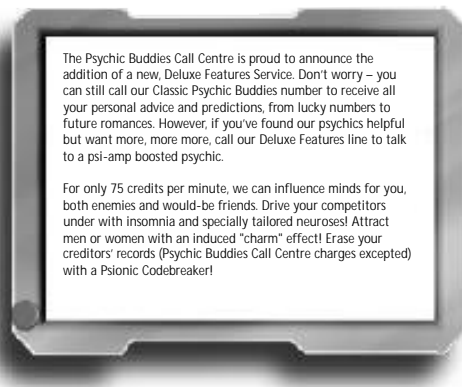 The Psychic Buddies Call Centre is proud to announce the
addition of a new, Deluxe Features Service. Don't worry – you
can still call our Classic Psychic Buddies number to receive all
your personal advice and predictions, from lucky numbers to
future romances. However, if you've found our psychics helpful
but want more, more more, call our Deluxe Features line to talk
to a psi-amp boosted psychic.

For only 75 credits per minute, we can influence minds for you,
both enemies and would-be friends. Drive your competitors
under with insomnia and specially tailored neuroses! Attract
men or women with an induced "charm" effect! Erase your
creditors' records (Psychic Buddies Call Centre charges excepted)
with a Psionic Codebreaker!